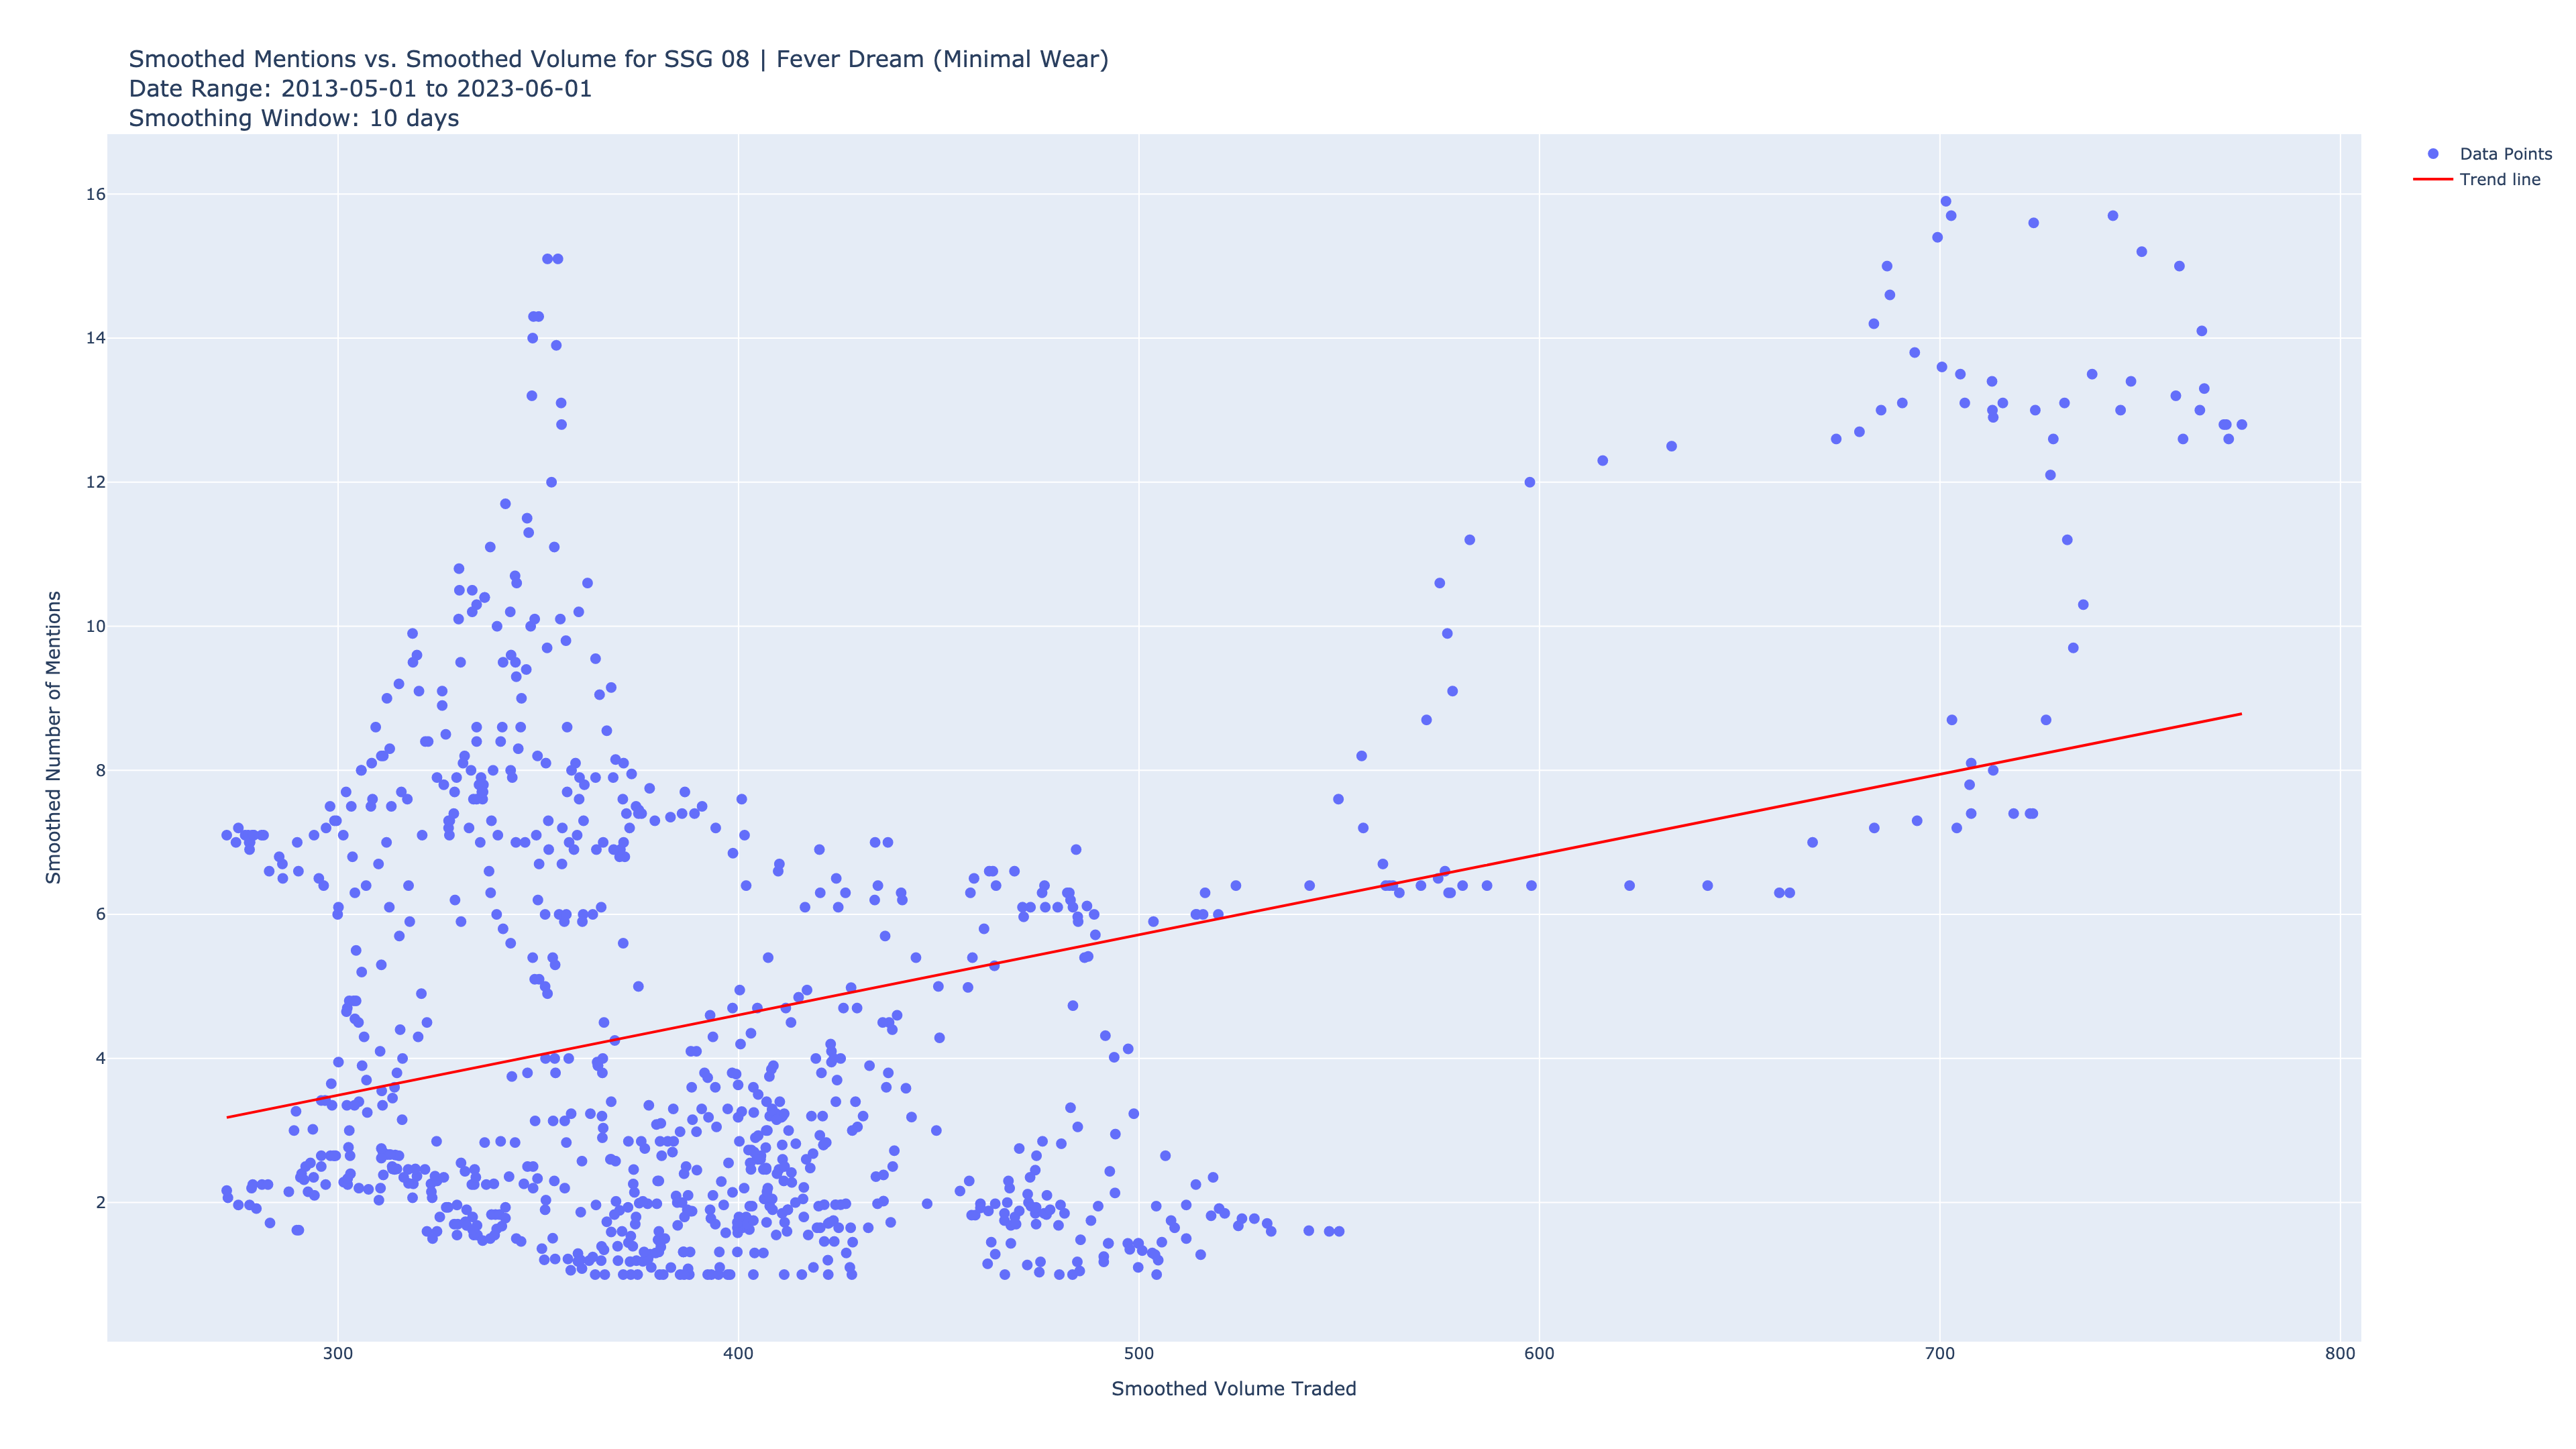 Smoothed Mentions vs. Smoothed Volume for SSG 08 | Fever Dream (Minimal Wear)
Date Range: 2013-05-01 to 2023-06-01
Smoothing Window: 10 days
Data Points
Trend line
16
14
12
10
8
6
4
2
Smoothed Number of Mentions
300
400
500
600
700
800
Smoothed Volume Traded